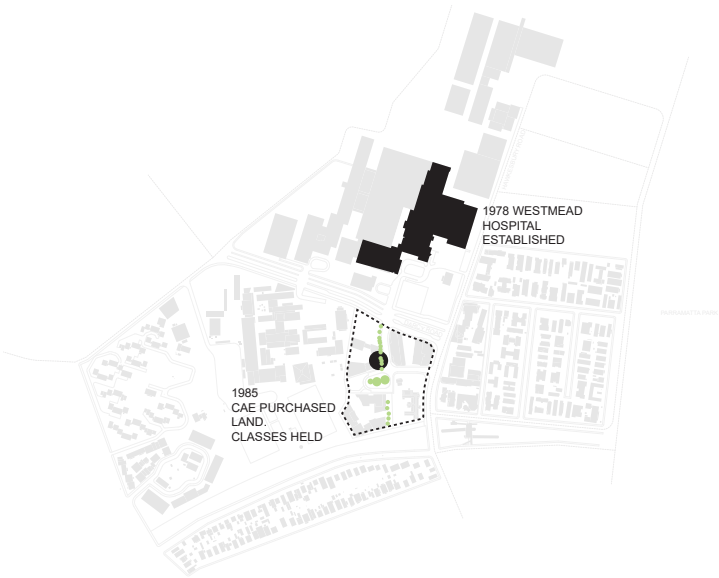 1978 WESTMEAD
HOSPITAL
ESTABLISHED
1985
CAE PURCHASED
LAND.
CLASSES HELD